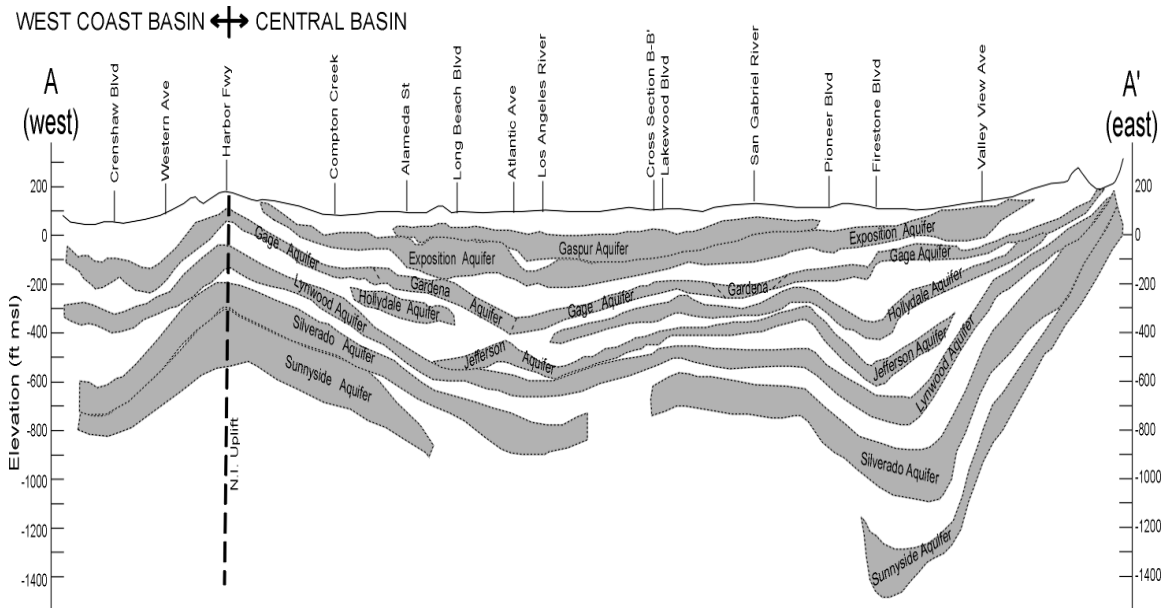 WEST COAST BASIN CENTRAL BASIN
A
(west)
Crenshaw Blvd
Western Ave
Harbor Fwy
Compton Creek
Alameda St
Long Beach Blvd
Atlantic Ave
Los Angeles River
Cross Section B-B'
Lakewood Blvd
San Gabriel River
Pioneer Blvd
Firestone Blvd
Valley View Ave
A'
(east)
Elevation (ft msl)
200
0
-200
-400
-600
-800
-1000
-1200
-1400
Gage Aquifer
Lynwood Aquifer
Silverado Aquifer
Sunnyside Aquifer
N.I. Uplift
Exposition Aquifer
Gardena Aquifer
Hollydale Aquifer
Jefferson Aquifer
Gaspur Aquifer
Gage Aquifer
Gardena
Exposition Aquifer
Gage Aquifer
Hollydale Aquifer
Jefferson Aquifer
Lynwood Aquifer
Silverado Aquifer
Sunnyside Aquifer
200
0
-200
-400
-600
-800
-1000
-1200
-1400